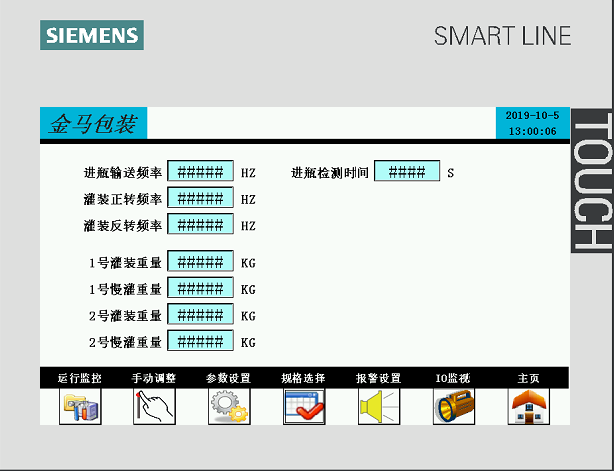 SIEMENS
SMART LINE
金马包装
2019-10-5
13:00:06
TOUCH
进瓶输送频率 ##### HZ 进瓶检测时间 #### S
灌装正转频率 ##### HZ
灌装反转频率 ##### HZ
1号灌装重量 ##### KG
1号慢灌重量 ##### KG
2号灌装重量 ##### KG
2号慢灌重量 ##### KG
运行监控 手动调整 参数设置 规格选择 报警设置 IO监视 主页